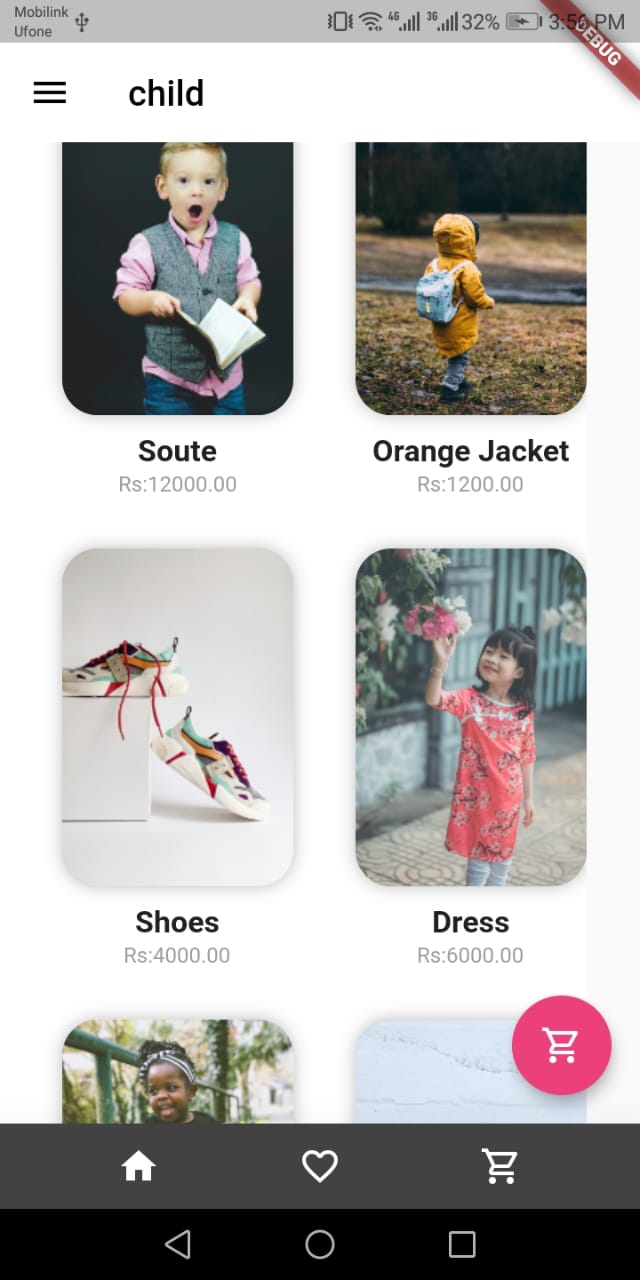 Mobilink
Ufone
4G
3G
32%
3:56 PM
DEBUG
child
Soute
Orange Jacket
Rs:12000.00
Rs:1200.00
Shoes
Dress
Rs:4000.00
Rs:6000.00